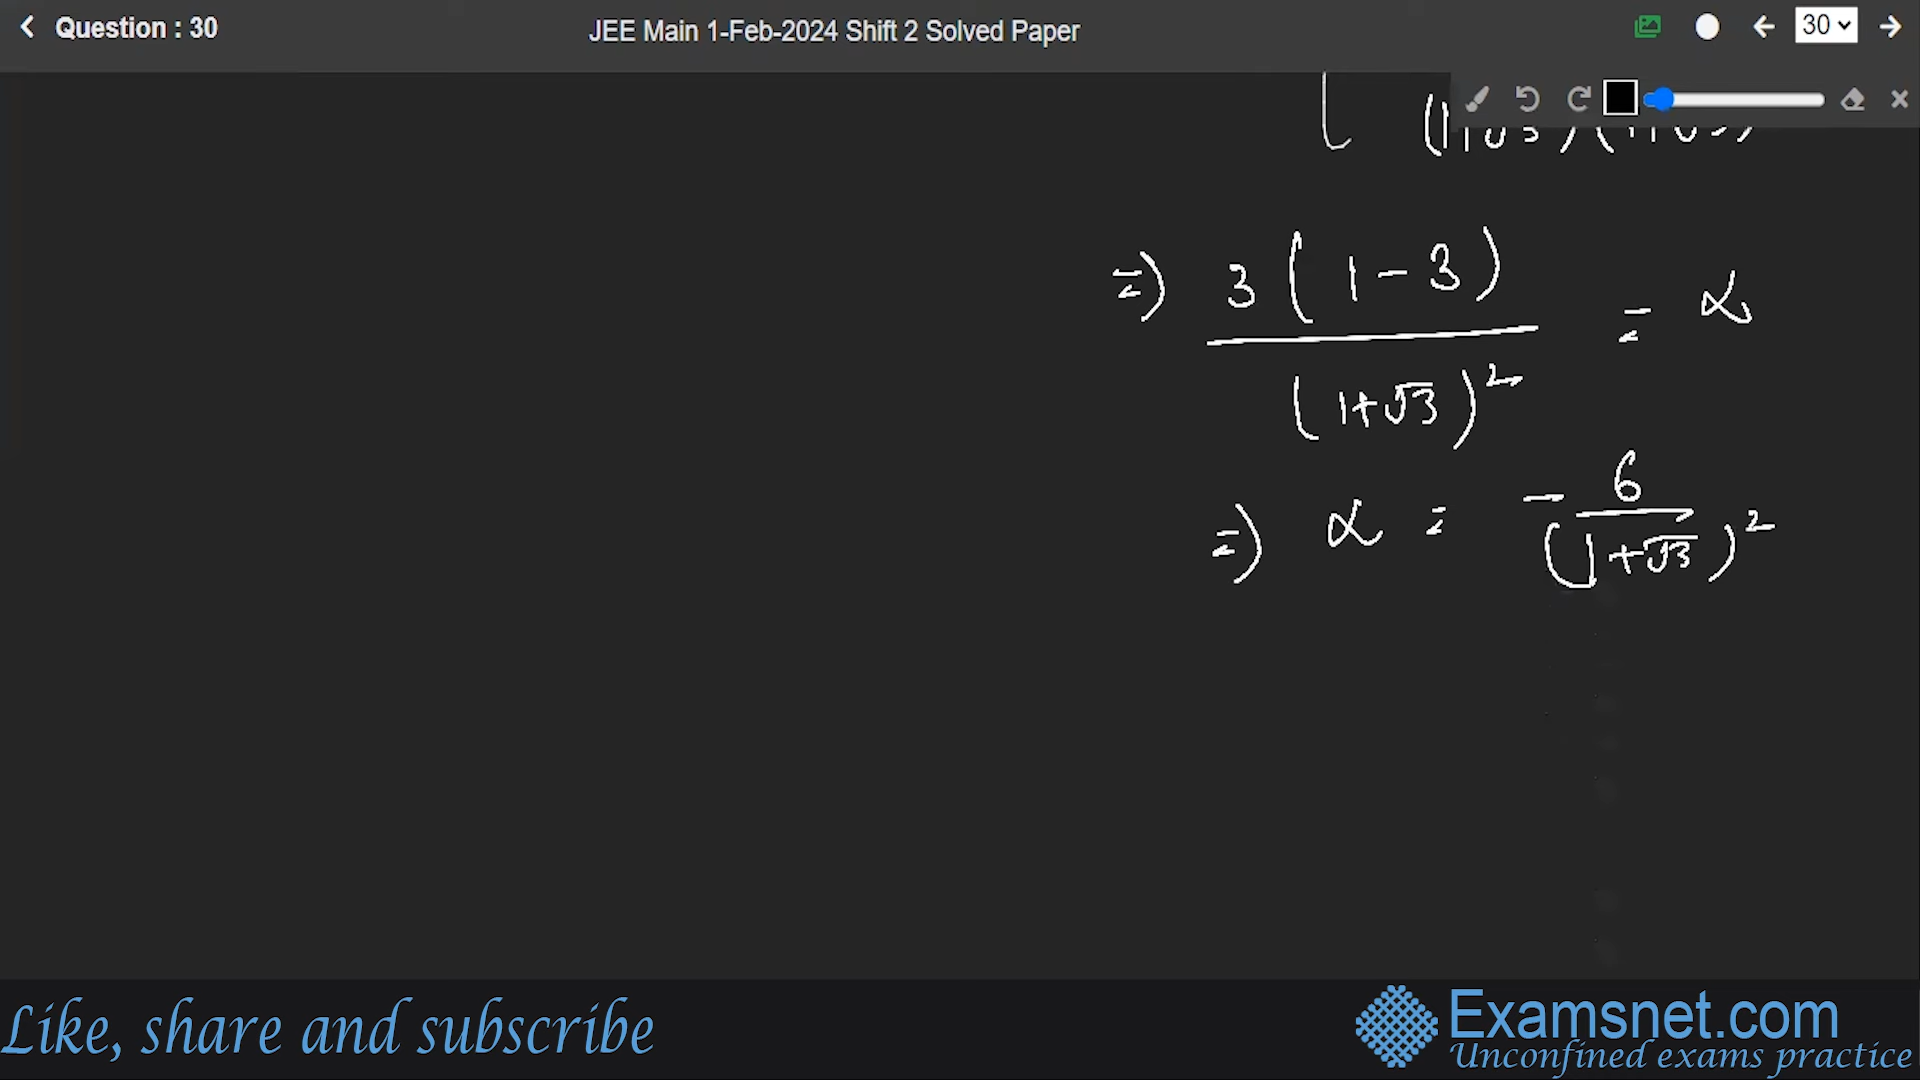 Question : 30
JEE Main 1-Feb-2024 Shift 2 Solved Paper
30
⇒ 3(1-3) / (1+√3)² = α
⇒ α = - 6 / (1+√3)²
Like, share and subscribe
Examsnet.com
Unconfined exams practice